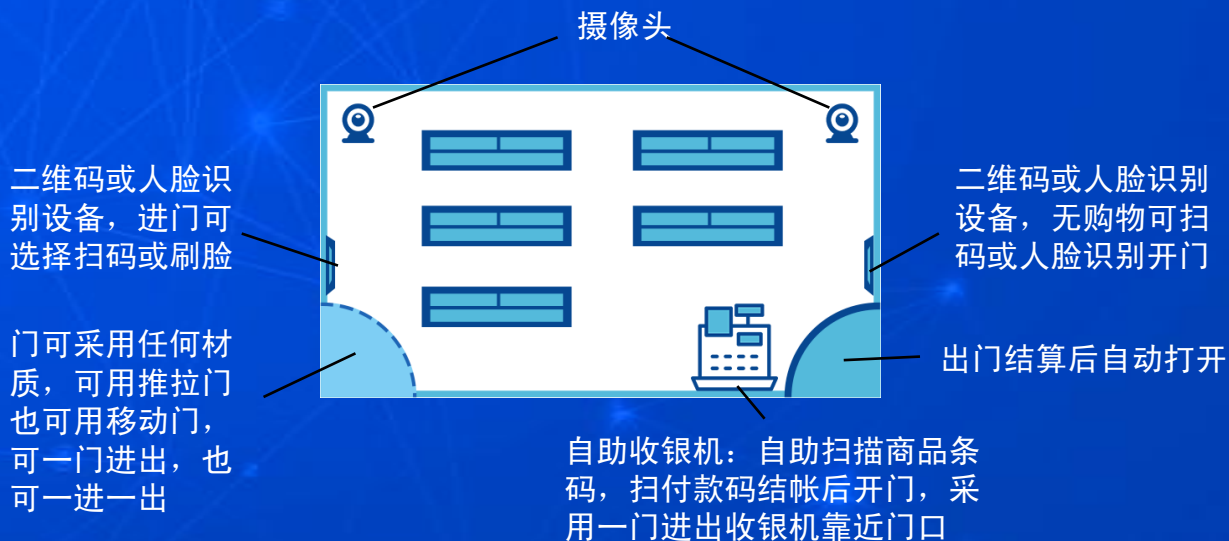 摄像头
二维码或人脸识
别设备，进门可
选择扫码或刷脸
二维码或人脸识别
设备，无购物可扫
码或人脸识别开门
门可采用任何材
质，可用推拉门
也可用移动门，
可一门进出，也
可一进一出
出门结算后自动打开
自助收银机：自助扫描商品条
码，扫付款码结帐后开门，采
用一门进出收银机靠近门口